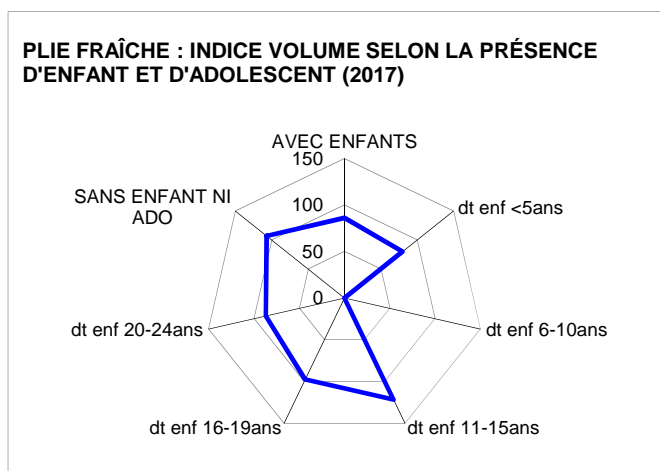 PLIE FRAÎCHE : INDICE VOLUME SELON LA PRÉSENCE
D'ENFANT ET D'ADOLESCENT (2017)
AVEC ENFANTS
150
SANS ENFANT NI
ADO
dt enf <5ans
100
50
0
dt enf 20-24ans
dt enf 6-10ans
dt enf 16-19ans
dt enf 11-15ans